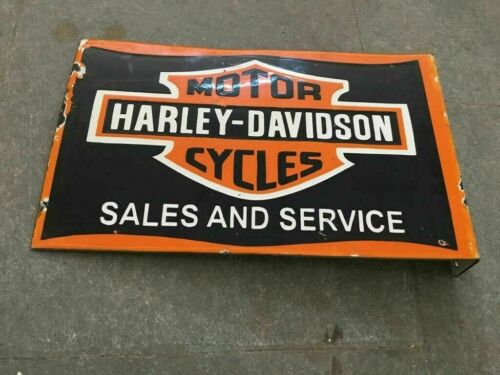 MOTOR
HARLEY-DAVIDSON
CYCLES
SALES AND SERVICE